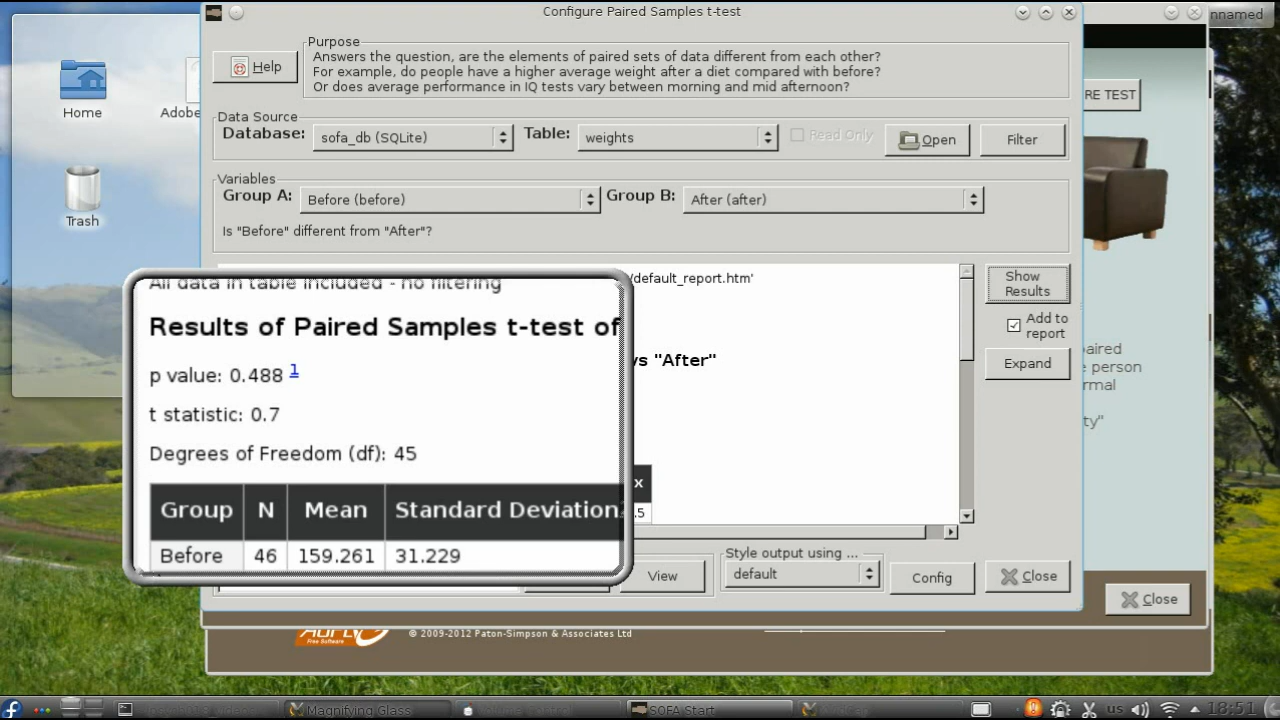 Configure Paired Samples t-test
nnamed
Purpose
Help
Answers the question, are the elements of paired sets of data different from each other?
For example, do people have a higher average weight after a diet compared with before?
Or does average performance in IQ tests vary between morning and mid afternoon?
Home
Adobe
RE TEST
Data Source
Database:
sofa_db (SQLite)
Table:
weights
Read Only
Open
Filter
Variables
Group A:
Before (before)
Group B:
After (after)
Trash
Is "Before" different from "After"?
/default_report.htm'
Show
Results
All data in table included - no filtering
Results of Paired Samples t-test of
vs "After"
Add to
report
Expand
p value: 0.488 1
t statistic: 0.7
Degrees of Freedom (df): 45
aired
e person
rmal
ty"
Group N Mean Standard Deviation
x
.5
Before 46 159.261 31.229
View
Style output using ...
default
Config
Close
Close
Free Software
© 2009-2012 Paton-Simpson & Associates Ltd
Magnifying Glass
SOFA Start
us
18:51